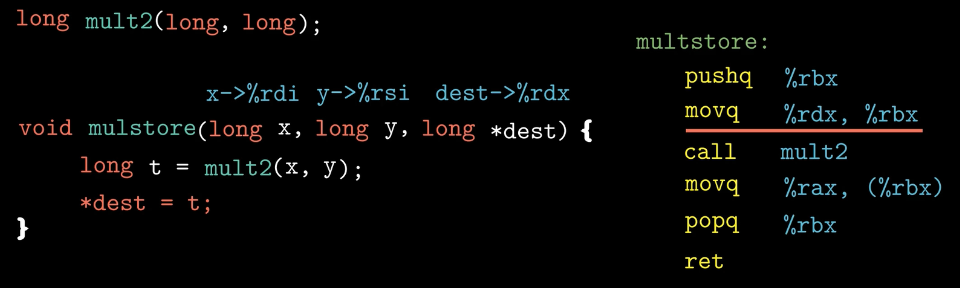 long mult2(long, long);
x->%rdi y->%rsi dest->%rdx
void mulstore(long x, long y, long *dest) {
long t = mult2(x, y);
*dest = t;
}
multstore:
pushq %rbx
movq %rdx, %rbx
call mult2
movq %rax, (%rbx)
popq %rbx
ret